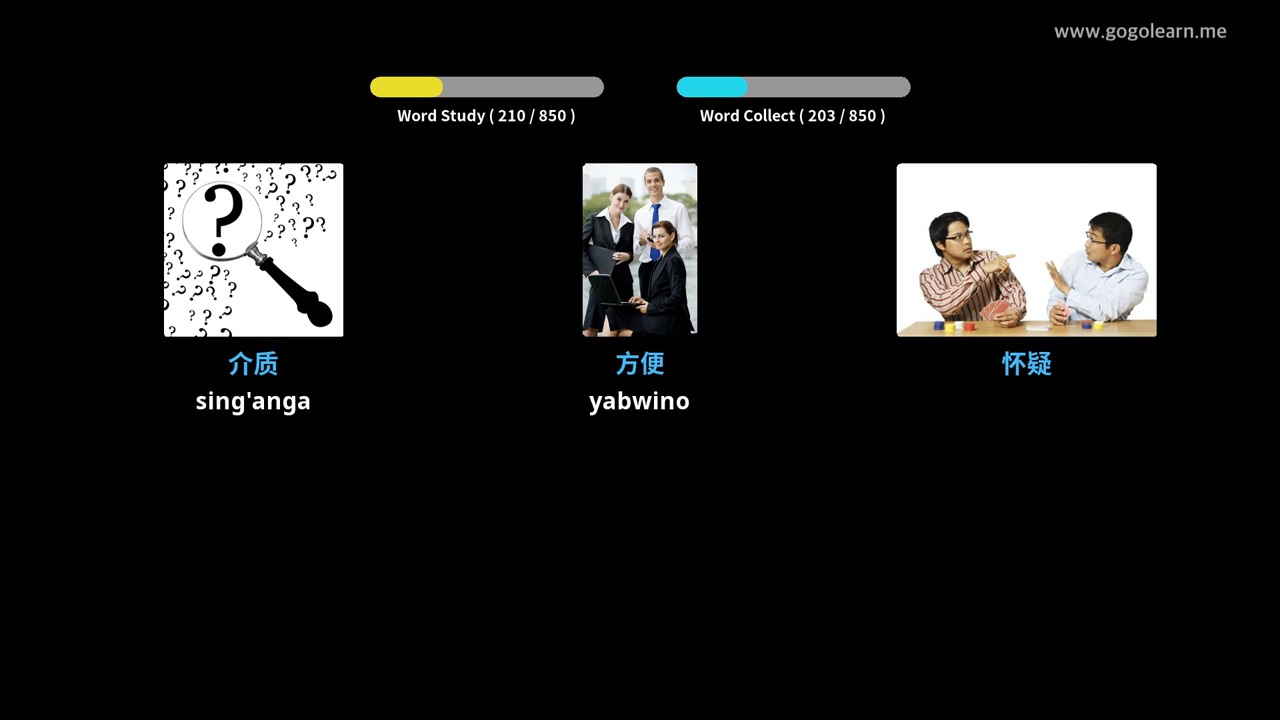 www.gogolearn.me
Word Study ( 210 / 850 )
Word Collect ( 203 / 850 )
介质
sing'anga
方便
yabwino
怀疑